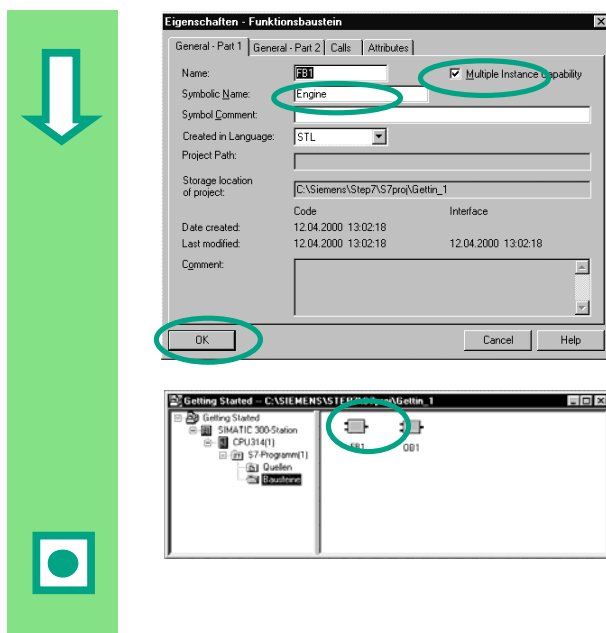 Eigenschaften - Funktionsbaustein
General - Part 1 General - Part 2 Calls Attributes
Name: FB1 Multiple Instance Capability
Symbolic Name: Engine
Symbol Comment:
Created in Language: STL
Project Path:
Storage location
of project: C:\Siemens\Step7\S7proj\Gettin_1
Code Interface
Date created: 12.04.2000 13:02:18
Last modified: 12.04.2000 13:02:18 12.04.2000 13:02:18
Comment:
OK Cancel Help
Getting Started -- C:\SIEMENS\STEP7\S7proj\Gettin_1
Getting Started
SIMATIC 300-Station
CPU314(1)
S7-Programm(1)
Quellen
Bausteine
FB1 OB1